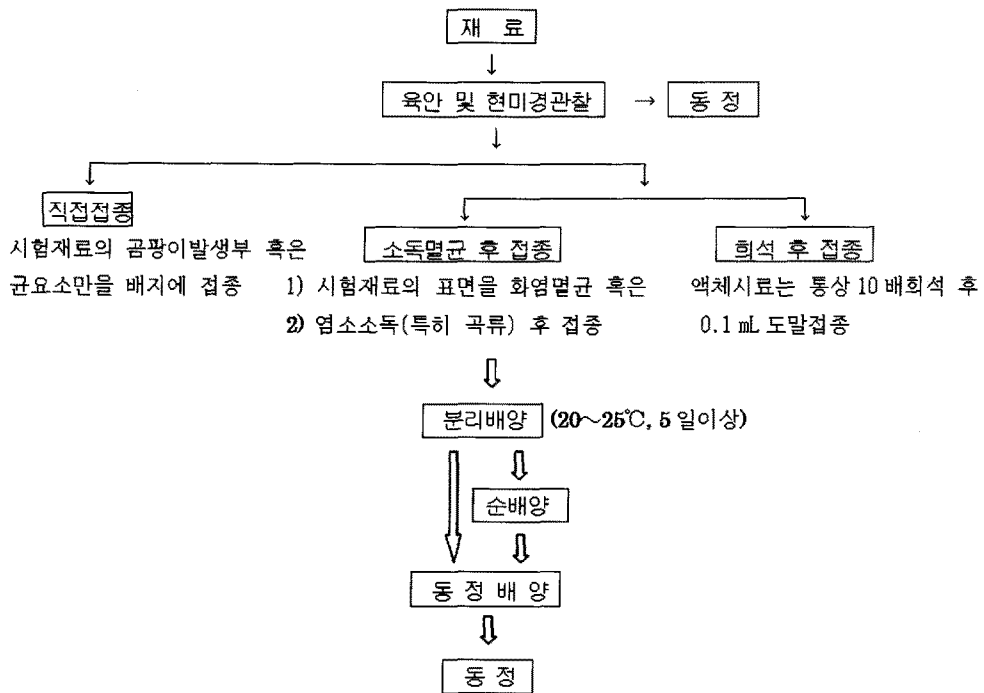 재 료
↓
육안 및 현미경관찰 → 동 정
↓
직접접종
시험재료의 곰팡이발생부 혹은
균요소만을 배지에 접종
소독멸균 후 접종
1) 시험재료의 표면을 화염멸균 혹은
2) 염소소독(특히 곡류) 후 접종
희석 후 접종
액체시료는 통상 10배희석 후
0.1 mL 도말접종
분리배양 (20~25℃, 5일이상)
순배양
동 정 배 양
동 정